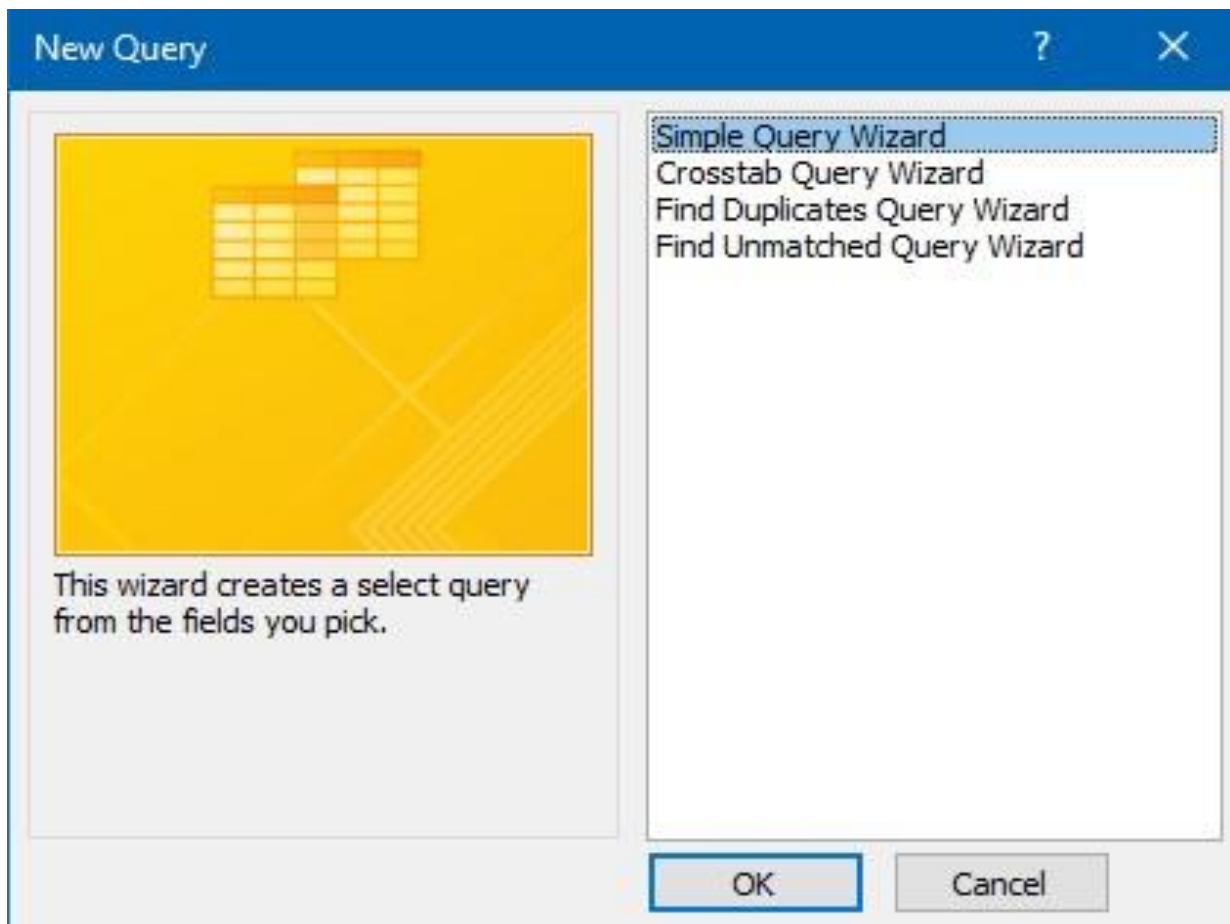 New Query
?
This wizard creates a select query
from the fields you pick.
Simple Query Wizard
Crosstab Query Wizard
Find Duplicates Query Wizard
Find Unmatched Query Wizard
OK
Cancel